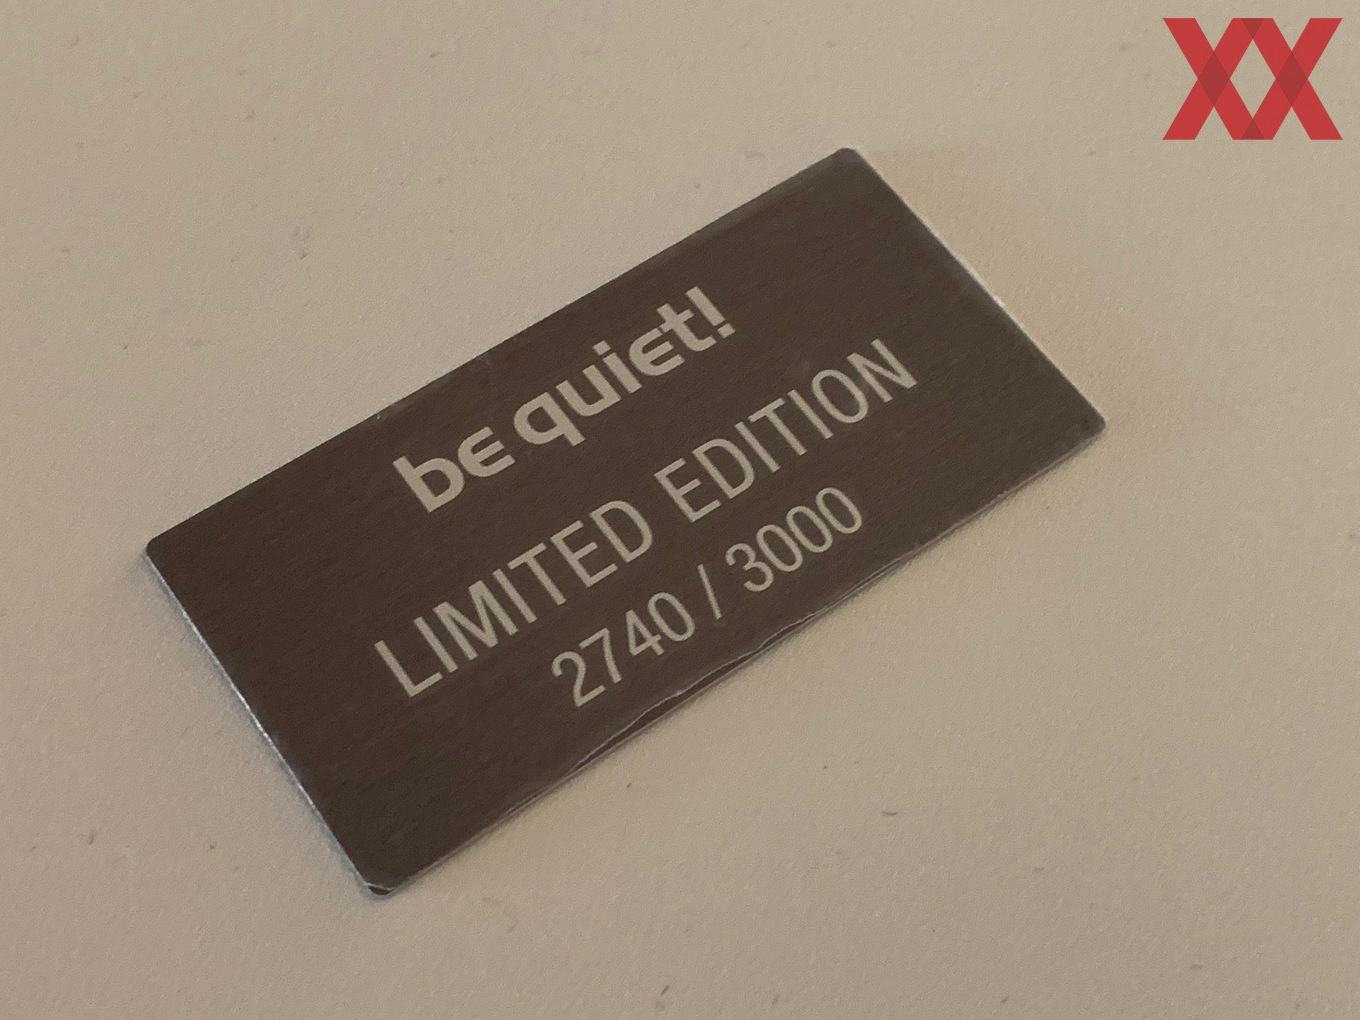 be quiet!
LIMITED EDITION
2740 / 3000